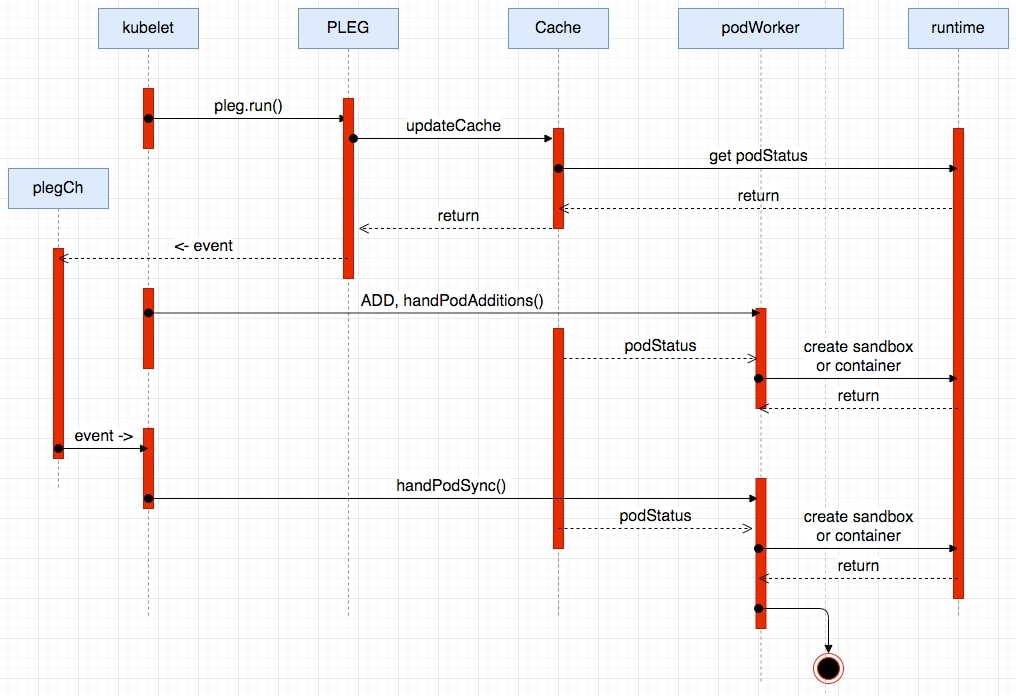 kubelet
PLEG
Cache
podWorker
runtime
pleg.run()
updateCache
get podStatus
plegCh
return
return
<- event
ADD, handPodAdditions()
podStatus
create sandbox
or container
return
event ->
handPodSync()
podStatus
create sandbox
or container
return